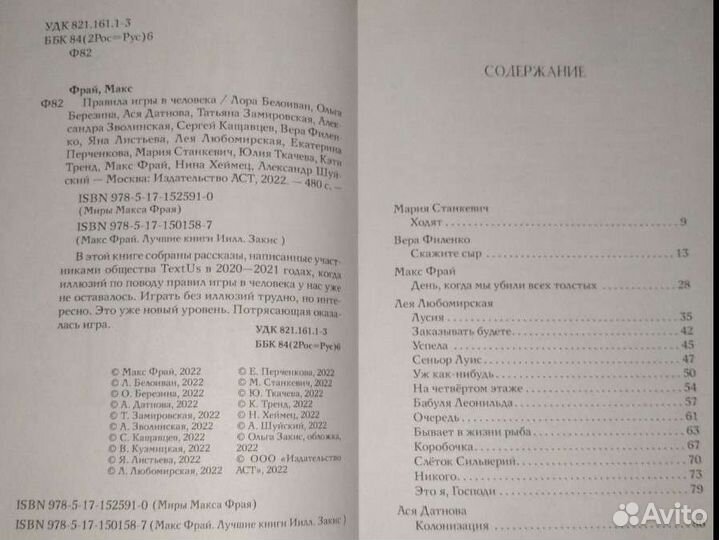 УДК 821.161.1-3
ББК 84(2Рос=Рус)6
Ф82
Фрай, Макс
Ф82 Правила игры в человека / Лора Белоиван, Ольга
Березина, Ася Датнова, Татьяна Замировская, Алек-
сандра Зволинская, Сергей Кащавцев, Вера Филен-
ко, Яна Листьева, Лея Любомирская, Екатерина
Перченкова, Мария Станкевич, Юлия Ткачева, Катя
Тренд, Макс Фрай, Нина Хеймец, Александр Шуй-
ский — Москва: Издательство АСТ, 2022. — 480 с. —
ISBN 978-5-17-152591-0
(Миры Макса Фрая)
ISBN 978-5-17-150158-7
(Макс Фрай. Лучшие книги Иилл. Закис )
В этой книге собраны рассказы, написанные участ-
никами общества TextUs в 2020—2021 годах, когда
иллюзий по поводу правил игры в человека у нас уже
не оставалось. Играть без иллюзий трудно, но инте-
ресно. Это уже новый уровень. Потрясающая оказа-
лась игра.
УДК 821.161.1-3
ББК 84(2Рос=Рус)6
© Макс Фрай, 2022
© Л. Белоиван, 2022
© О. Березина, 2022
© А. Датнова, 2022
© Т. Замировская, 2022
© А. Зволинская, 2022
© С. Кащавцев, 2022
© В. Кузмицкая, 2022
© Я. Листьева, 2022
© Л. Любомирская, 2022
© Е. Перченкова, 2022
© М. Станкевич, 2022
© Ю. Ткачева, 2022
© К. Тренд, 2022
© Н. Хеймец, 2022
© А. Шуйский, 2022
© Ольга Закис, обложка,
2022
© ООО «Издательство
АСТ», 2022
ISBN 978-5-17-152591-0 (Миры Макса Фрая)
ISBN 978-5-17-150158-7 (Макс Фрай. Лучшие книги Иилл. Закис )
СОДЕРЖАНИЕ
Мария Станкевич
Ходят 9
Вера Филенко
Скажите сыр 13
Макс Фрай
День, когда мы убили всех толстых 28
Лея Любомирская
Лусия 35
Заказывать будете 42
Успела 45
Сеньор Луис 47
Уж как-нибудь 50
На четвёртом этаже 54
Бабуля Леонильда 57
Очередь 61
Бывает в жизни рыба 63
Коробочка 67
Слёток Сильверий 70
Никого 73
Это я, Господи 79
Ася Датнова
Колонизация
Avito